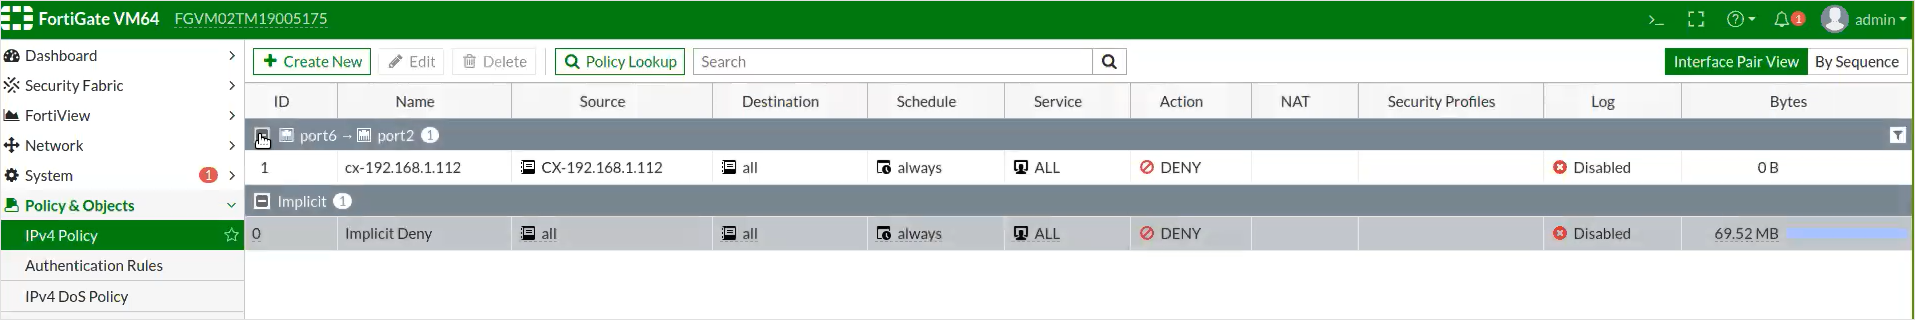 FortiGate VM64 FGVM02TM19005175 >_ ? 1 admin
Dashboard
Security Fabric
FortiView
Network
System 1
Policy & Objects
IPv4 Policy
Authentication Rules
IPv4 DoS Policy
+ Create New Edit Delete Policy Lookup Search Interface Pair View By Sequence
ID Name Source Destination Schedule Service Action NAT Security Profiles Log Bytes
port6 → port2 1
1 cx-192.168.1.112 CX-192.168.1.112 all always ALL DENY Disabled 0 B
Implicit 1
0 Implicit Deny all all always ALL DENY Disabled 69.52 MB